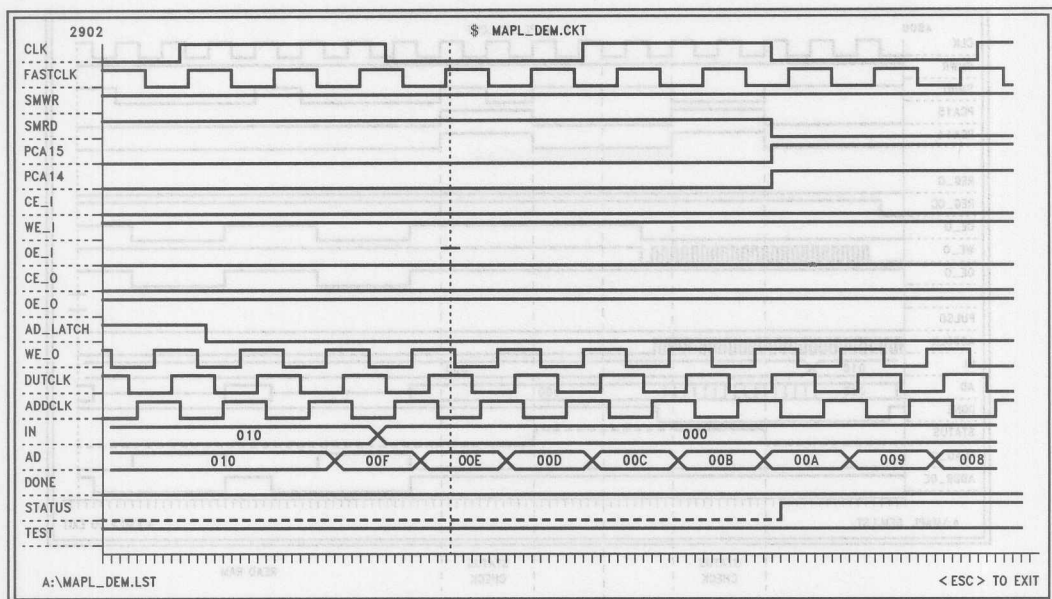 2902 $ MAPL_DEM.CKT
CLK
FASTCLK
SMWR
SMRD
PCA15
PCA14
CE_I
WE_I
OE_I
CE_O
OE_O
AD_LATCH
WE_O
DUTCLK
ADDCLK
IN 010 000
AD 010 00F 00E 00D 00C 00B 00A 009 008
DONE
STATUS
TEST
A:\MAPL_DEM.LST <ESC> TO EXIT